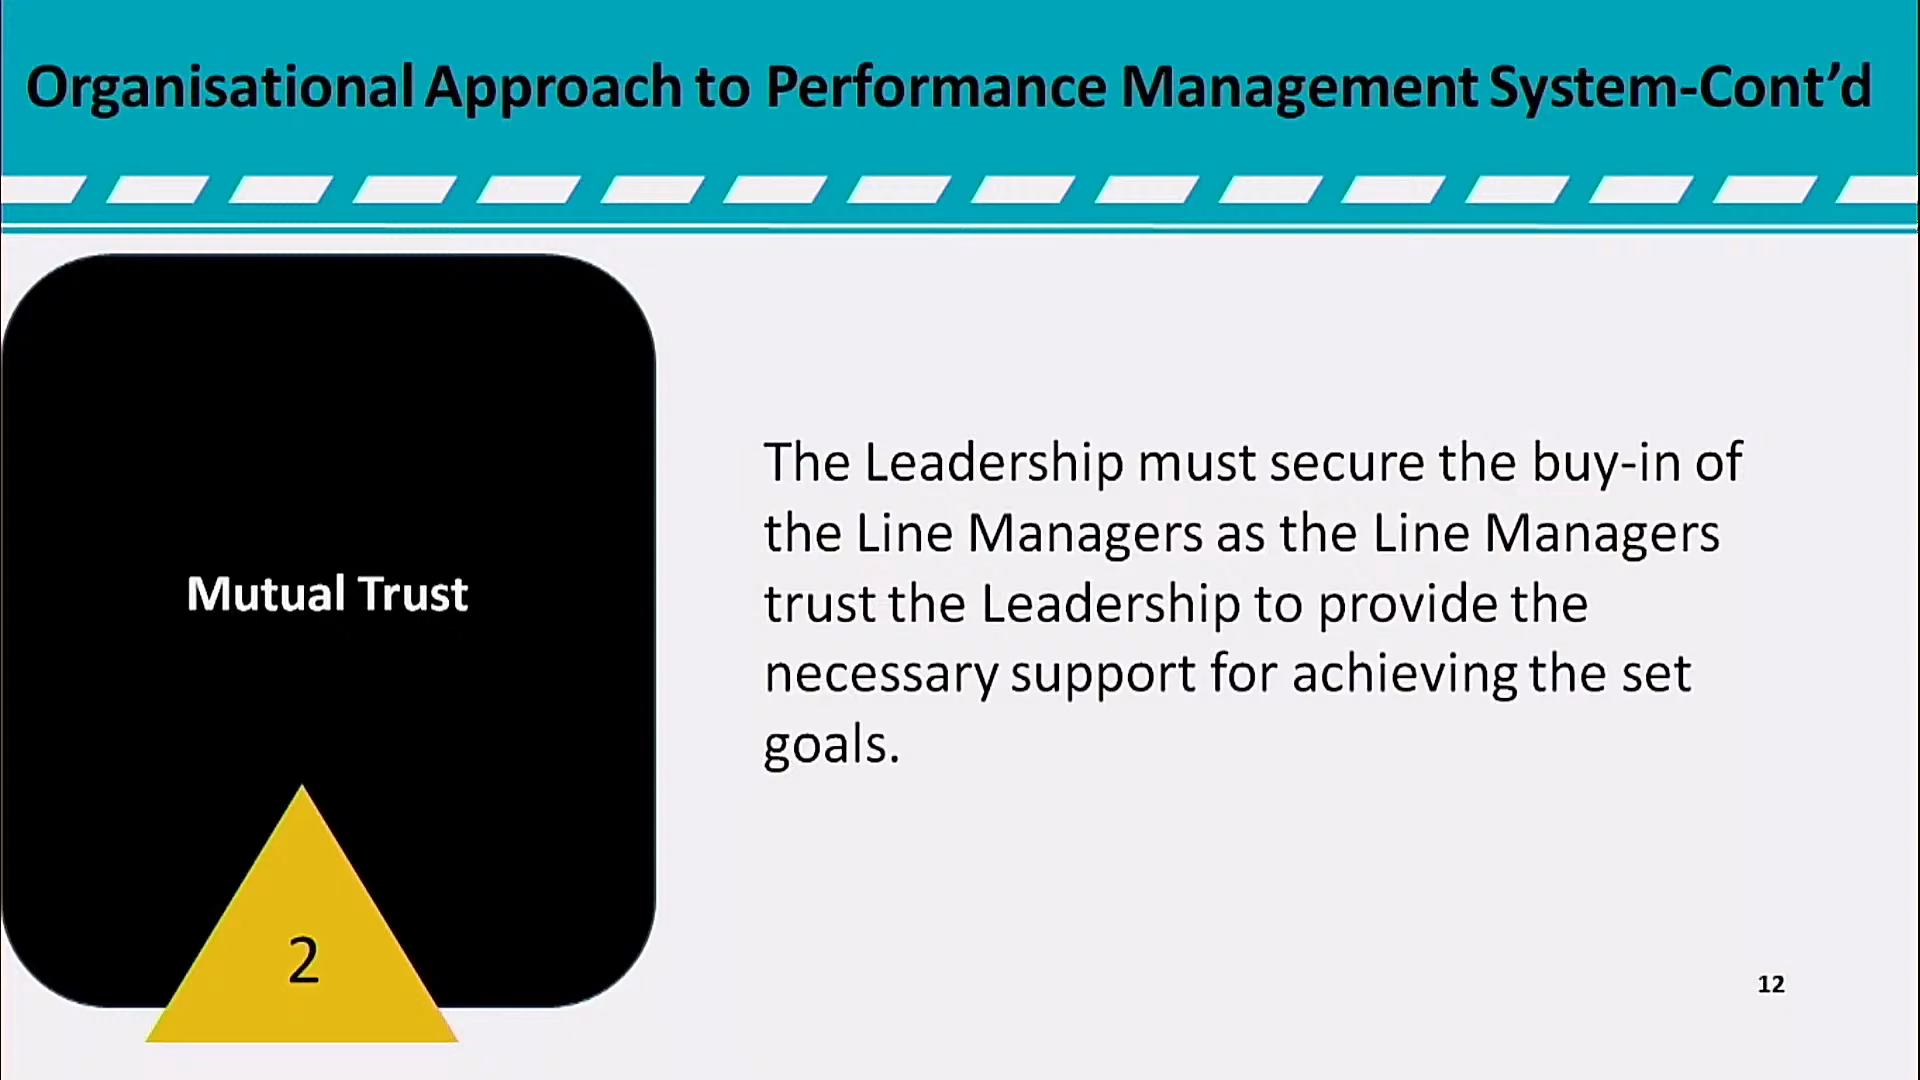 Organisational Approach to Performance Management System-Cont’d
Mutual Trust
2
The Leadership must secure the buy-in of
the Line Managers as the Line Managers
trust the Leadership to provide the
necessary support for achieving the set
goals.
12